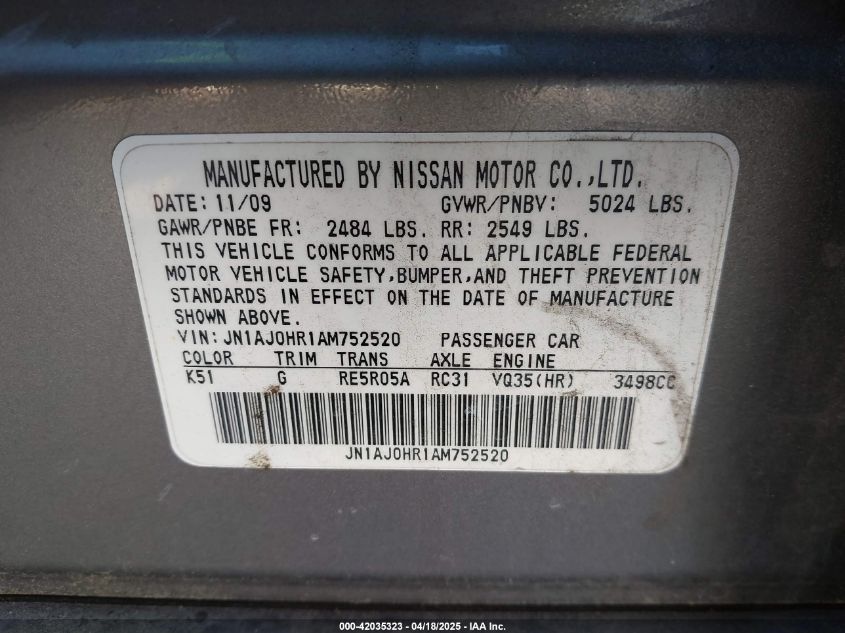 MANUFACTURED BY NISSAN MOTOR CO.,LTD.
DATE: 11/09 GVWR/PNBV: 5024 LBS.
GAWR/PNBE FR: 2484 LBS. RR: 2549 LBS.
THIS VEHICLE CONFORMS TO ALL APPLICABLE FEDERAL
MOTOR VEHICLE SAFETY,BUMPER,AND THEFT PREVENTION
STANDARDS IN EFFECT ON THE DATE OF MANUFACTURE
SHOWN ABOVE.
VIN: JN1AJ0HR1AM752520 PASSENGER CAR
COLOR TRIM TRANS AXLE ENGINE
K51 G RE5R05A RC31 VQ35(HR) 3498CC
JN1AJ0HR1AM752520
000-42035323 - 04/18/2025 - IAA Inc.